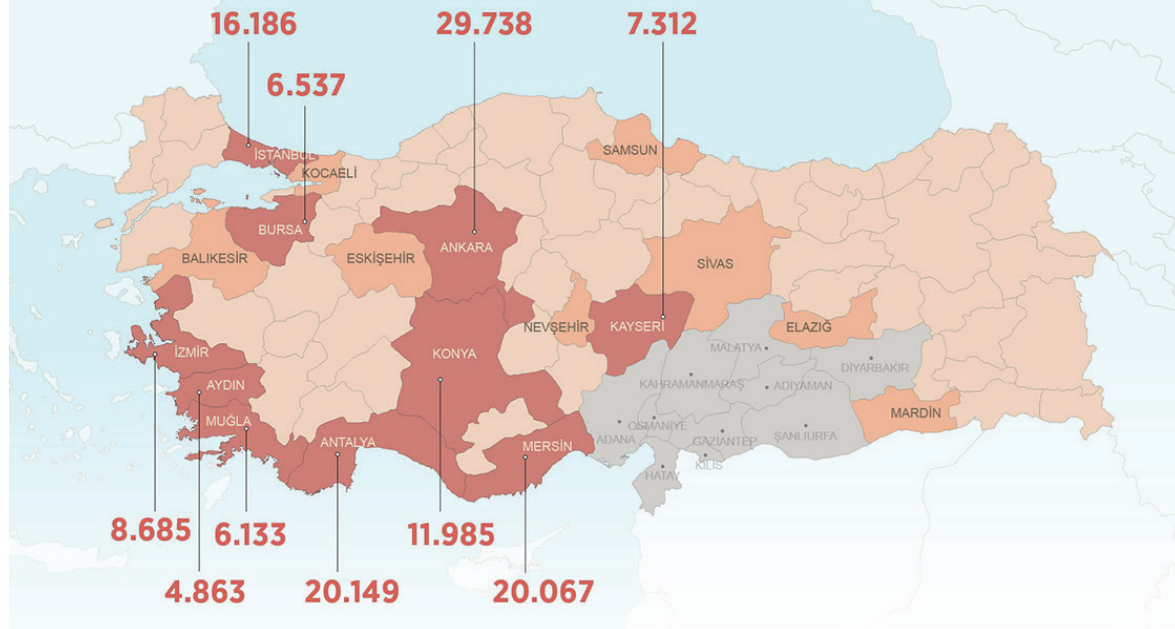 16.186
29.738
7.312
6.537
İSTANBUL
KOCAELİ
SAMSUN
BURSA
ANKARA
BALIKESİR
ESKİŞEHİR
SİVAS
NEVŞEHİR
KAYSERİ
ELAZIĞ
İZMİR
KONYA
MALATYA
DİYARBAKIR
AYDIN
KAHRAMANMARAŞ
ADIYAMAN
MUĞLA
MARDİN
ANTALYA
MERSİN
ADANA
OSMANİYE
GAZİANTEP
ŞANLIURFA
HATAY
KİLİS
8.685
6.133
11.985
4.863
20.149
20.067